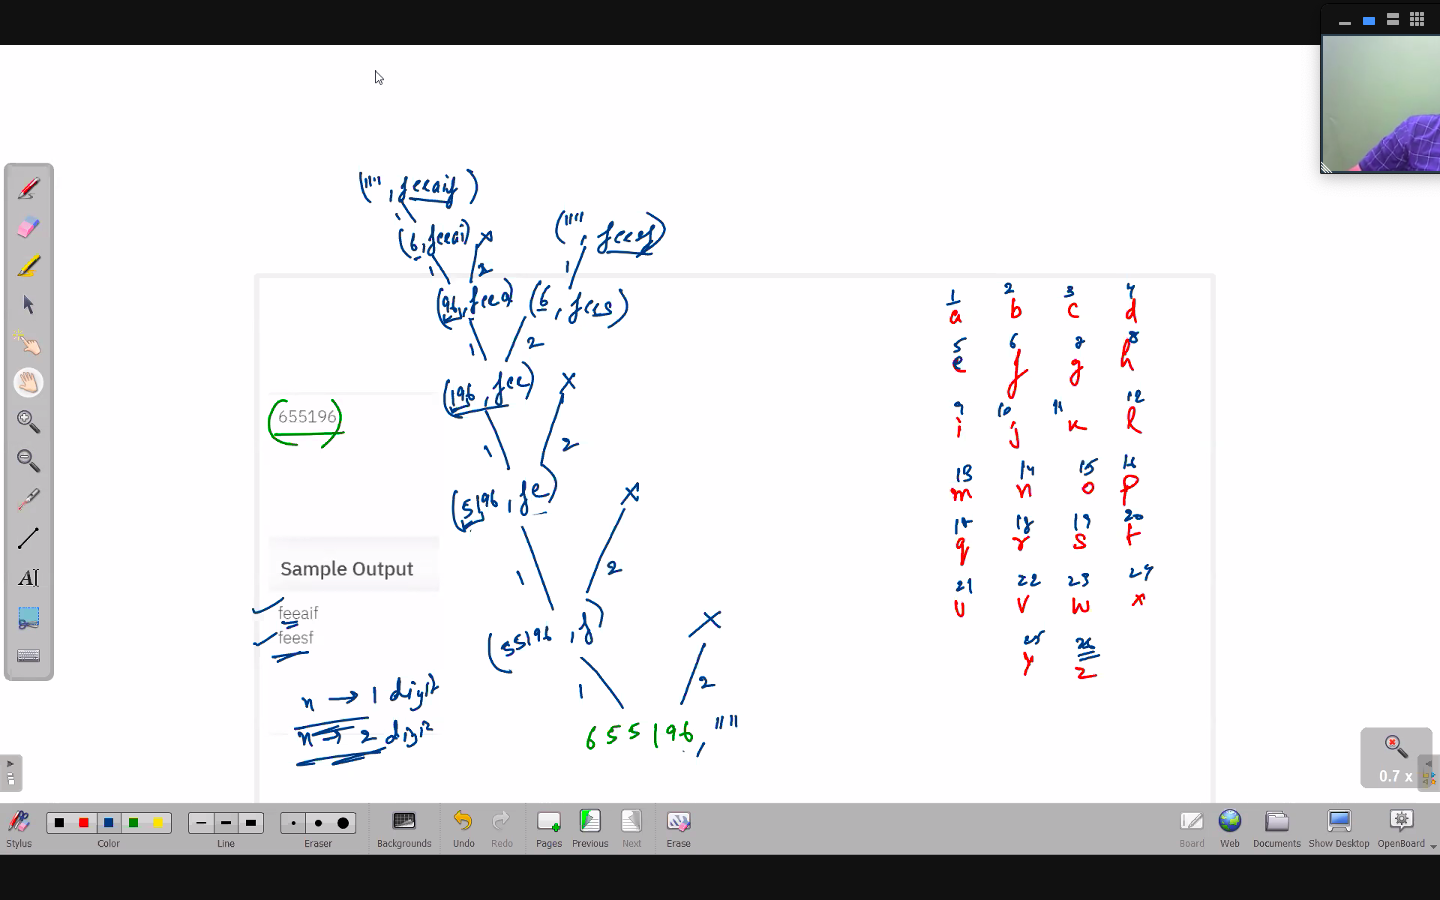 ("", feeaif)
1
(6, feeai) x
1 2
("", feesf)
1
(96, feea) (6, fees)
1 2
(196, fee) x
1 2
(5196, fe) x
1 2
(55196, f) x
1 2
655196, ""
655196
Sample Output
feeaif
feesf
n → 1 digit
n → 2 digit
1 2 3 4
a b c d
5 6 8
e f g h
9 10 11 12
i j k l
13 14 15 16
m n o p
18 19 20
q r s t
21 22 23 24
u v w x
25 26
y z
0.7 x
Stylus
Color
Line
Eraser
Backgrounds
Undo
Redo
Pages
Previous
Next
Erase
Board
Web
Documents
Show Desktop
OpenBoard